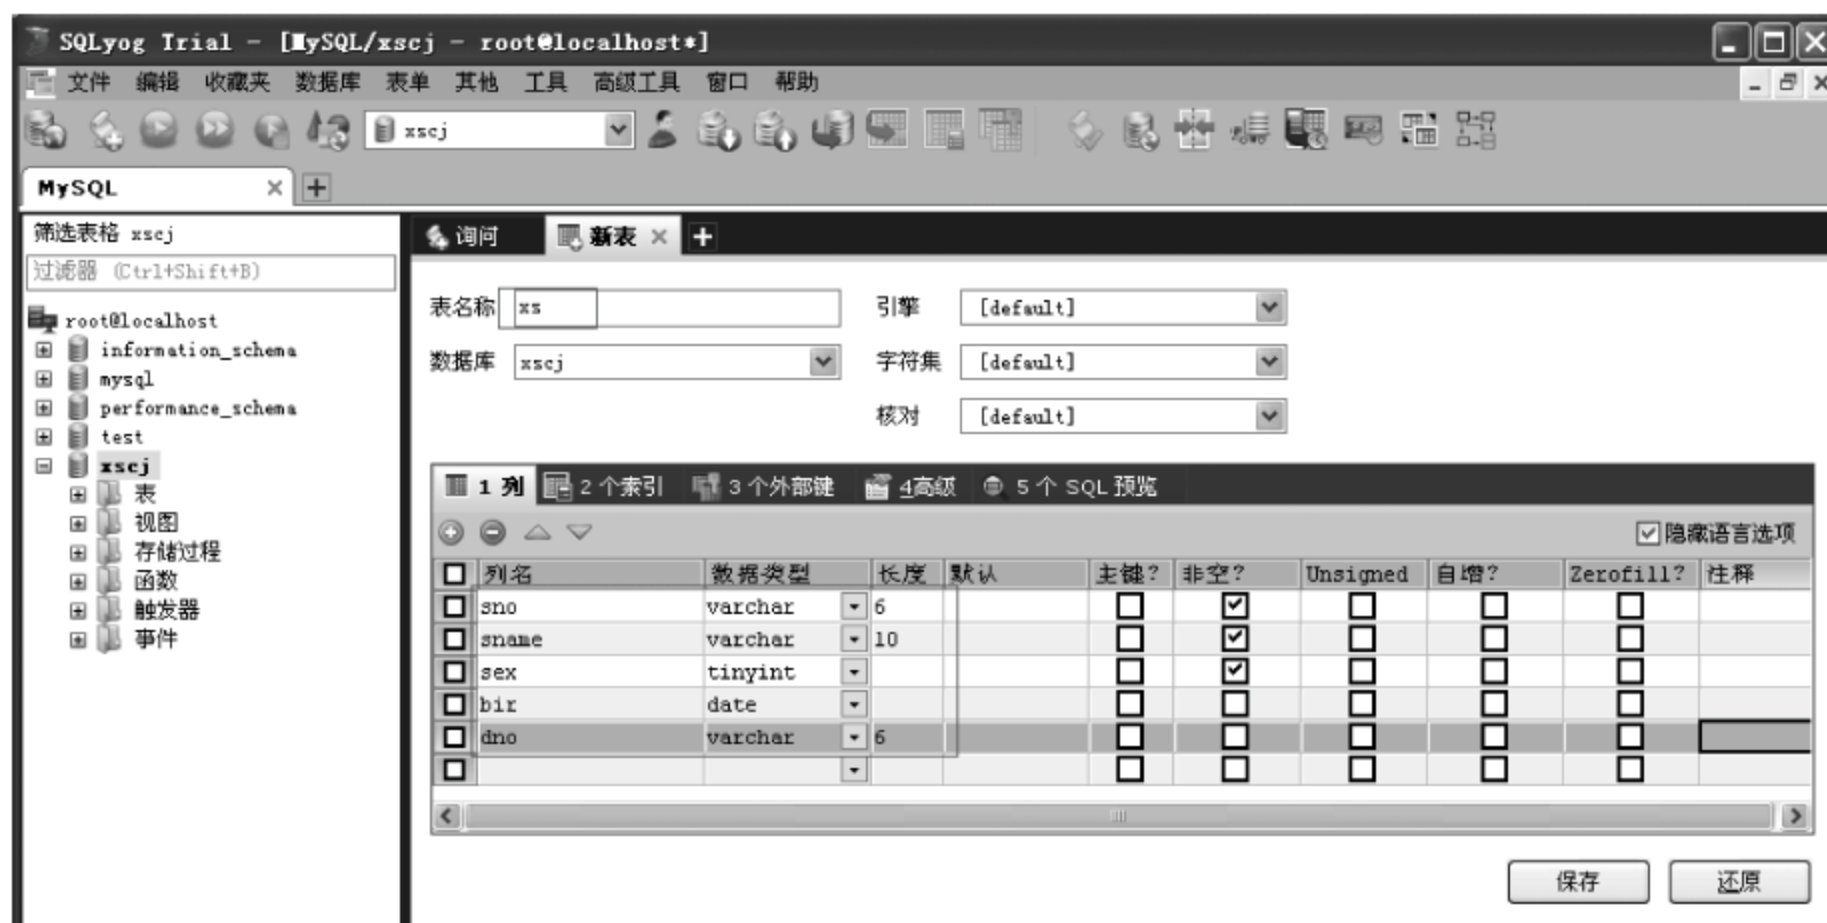 SQLyog Trial - [MySQL/xscj - root@localhost*]
文件 编辑 收藏夹 数据库 表单 其他 工具 高级工具 窗口 帮助
xscj
MySQL
筛选表格 xscj
过滤器 (Ctrl+Shift+B)
root@localhost
information_schema
mysql
performance_schema
test
xscj
表
视图
存储过程
函数
触发器
事件
询问 新表
表名称 xs 引擎 [default]
数据库 xscj 字符集 [default]
核对 [default]
1 列 2 个索引 3 个外部键 4高级 5 个 SQL 预览
隐藏语言选项
列名 数据类型 长度 默认 主键? 非空? Unsigned 自增? Zerofill? 注释
sno varchar 6
sname varchar 10
sex tinyint
bir date
dno varchar 6
保存 还原